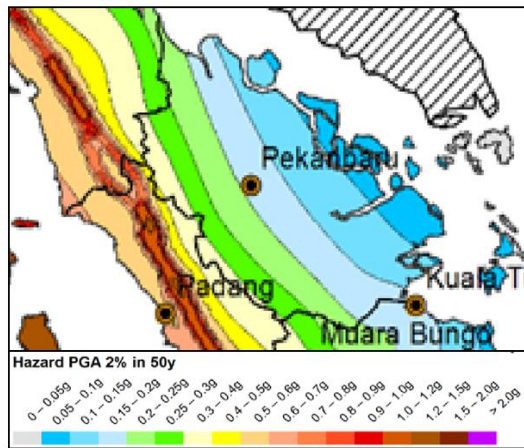 Pekanbaru
Padang
Kuala Tu
Muara Bungo
Hazard PGA 2% in 50y
0 – 0.05g
0.05 – 0.1g
0.1 – 0.15g
0.15 – 0.2g
0.2 – 0.25g
0.25 – 0.3g
0.3 – 0.4g
0.4 – 0.5g
0.5 – 0.6g
0.6 – 0.7g
0.7 – 0.8g
0.8 – 0.9g
0.9 – 1.0g
1.0 – 1.2g
1.2 – 1.5g
1.5 – 2.0g
> 2.0g